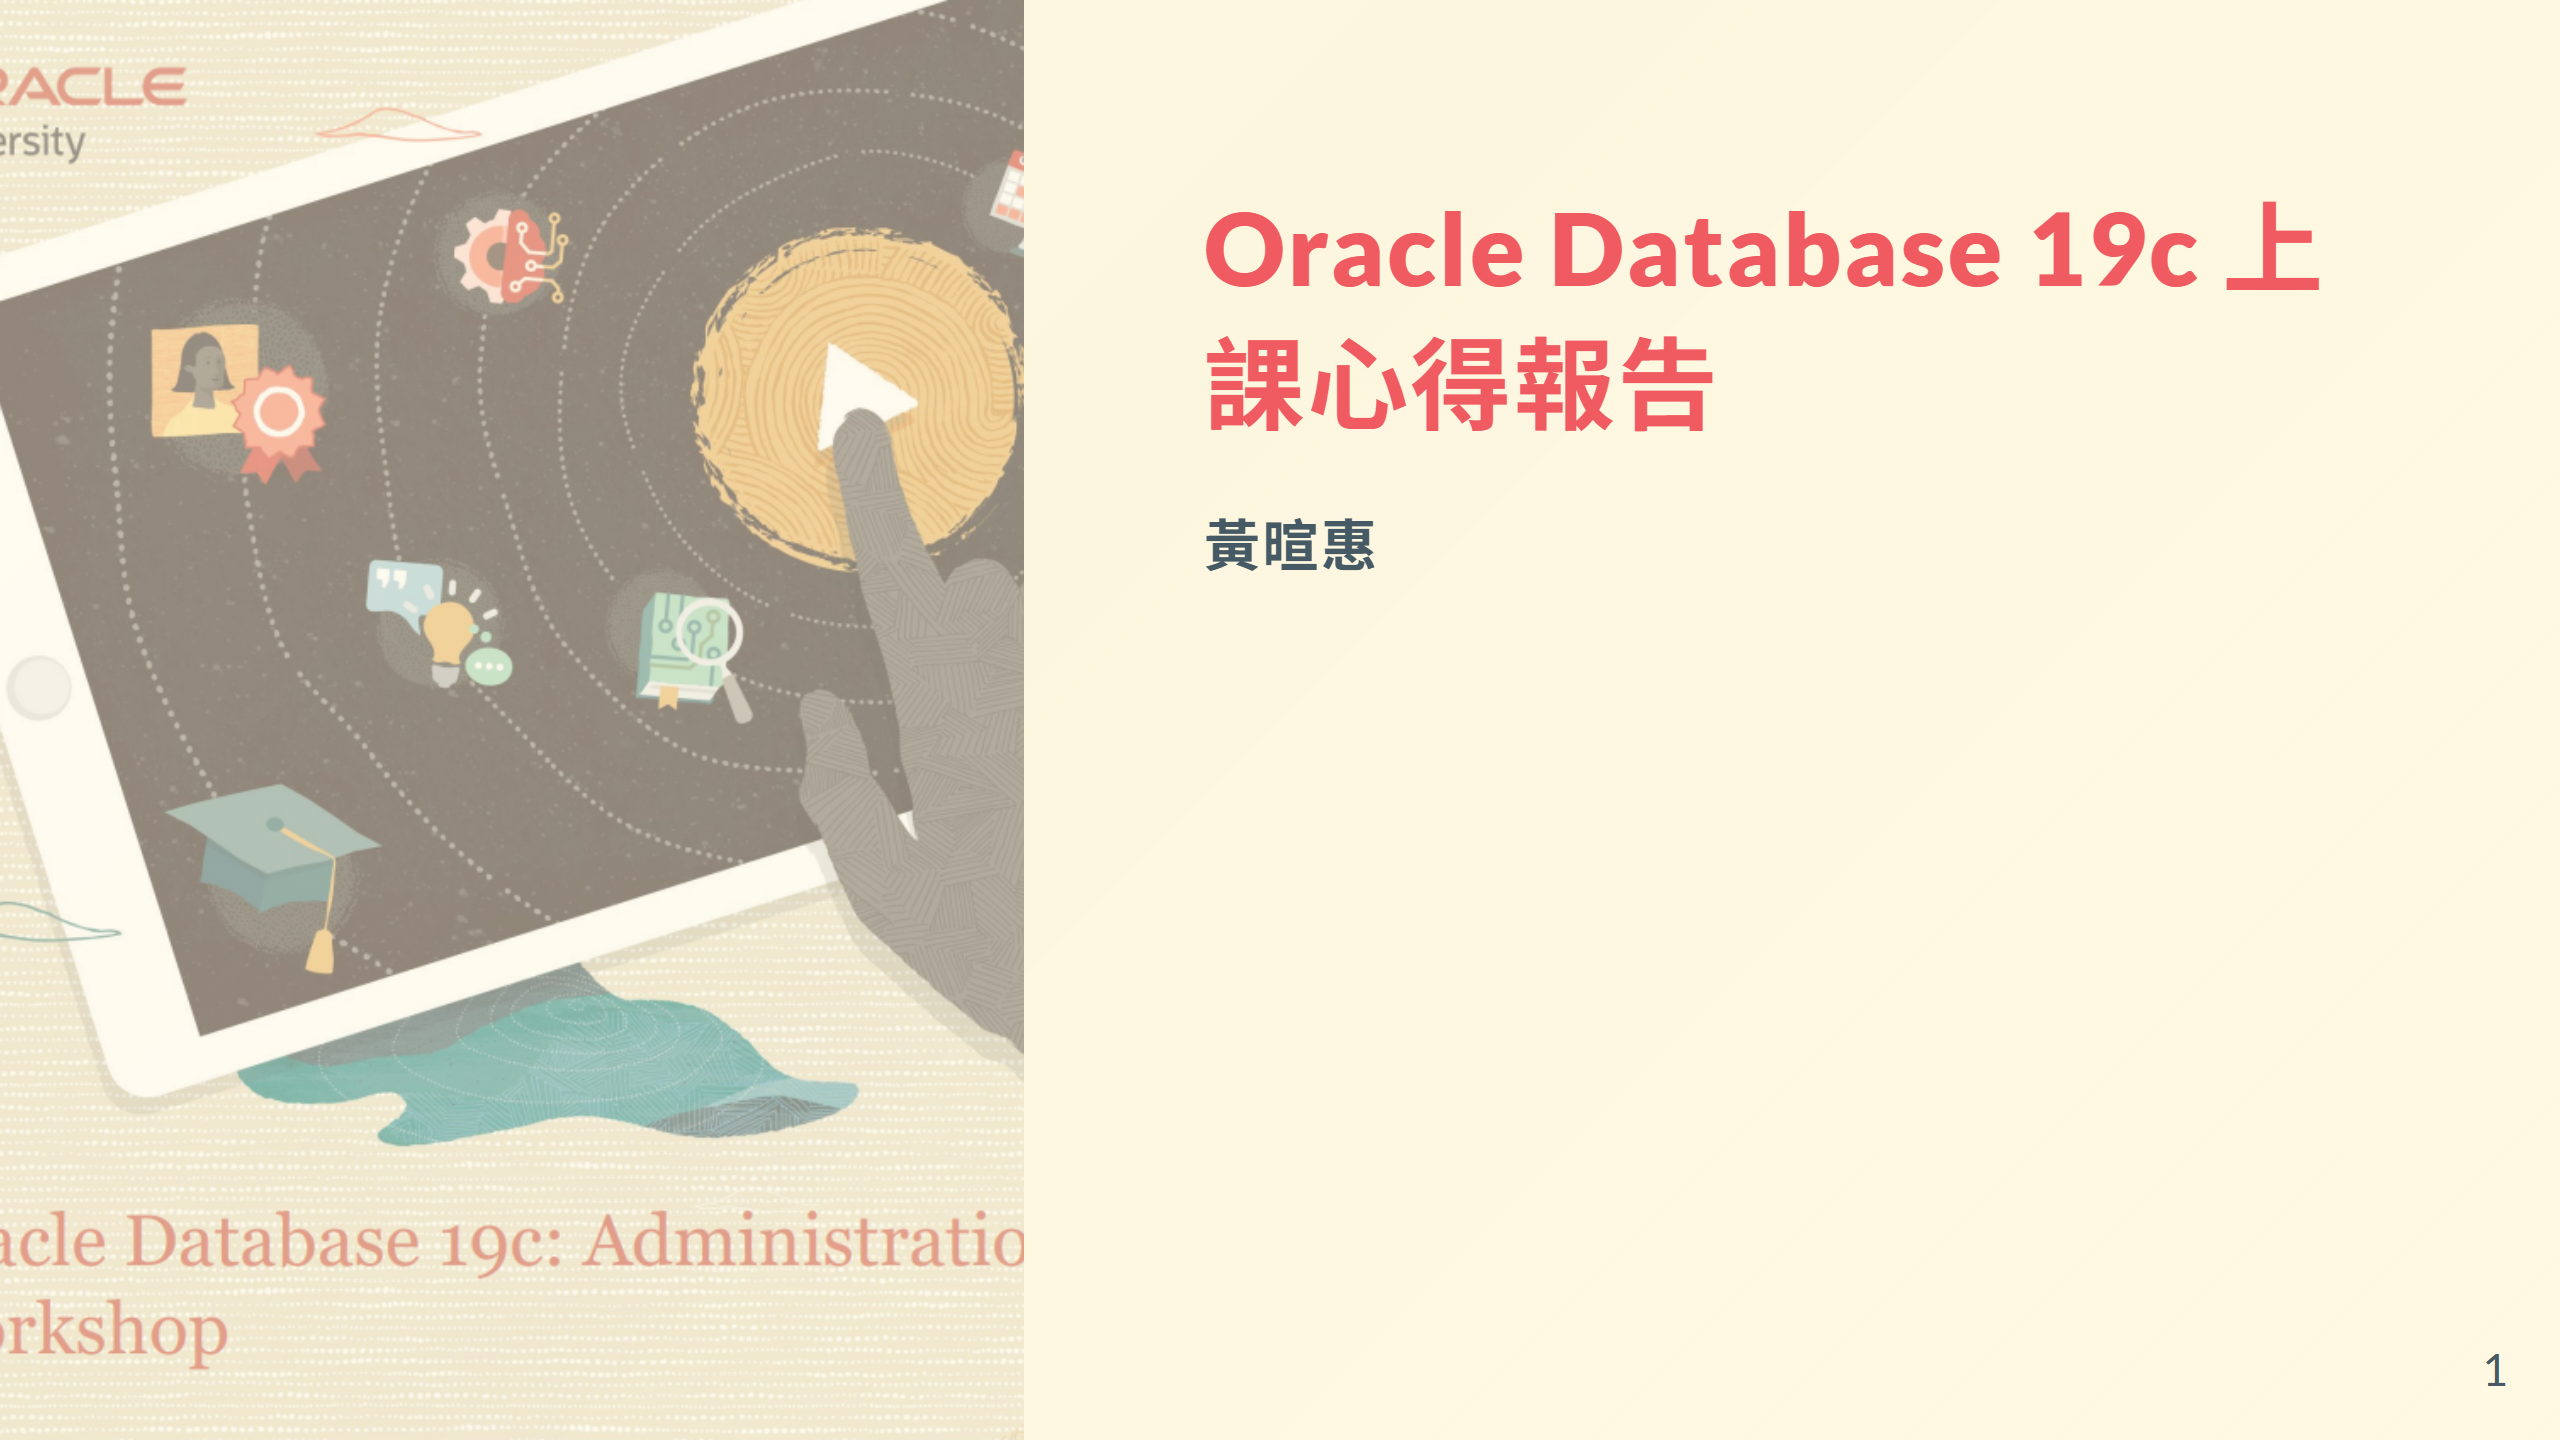 RACLE
ersity
acle Database 19c: Administratio
orkshop
Oracle Database 19c 上
課心得報告
黃暄惠
1